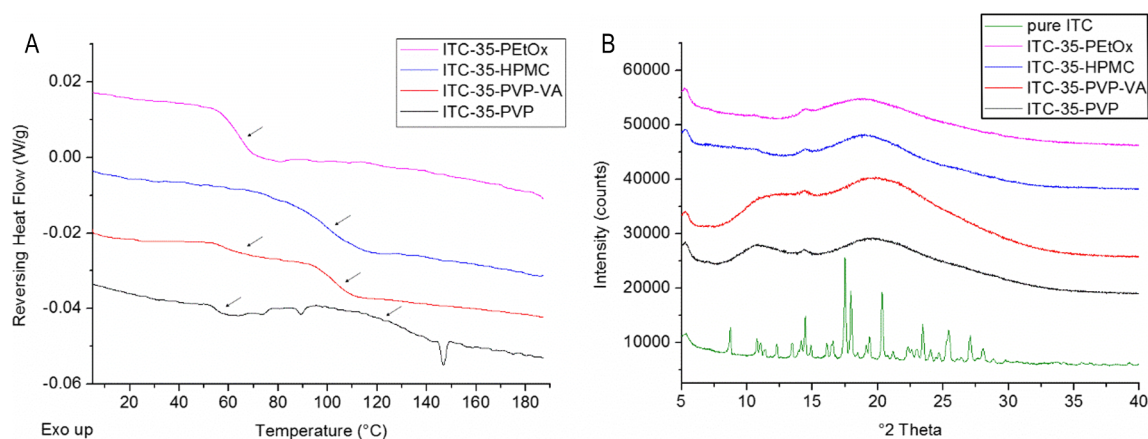 A
ITC-35-PEtOx
ITC-35-HPMC
ITC-35-PVP-VA
ITC-35-PVP
0.02
0.00
-0.02
-0.04
-0.06
Reversing Heat Flow (W/g)
20 40 60 80 100 120 140 160 180
Exo up
Temperature (°C)
B
pure ITC
ITC-35-PEtOx
ITC-35-HPMC
ITC-35-PVP-VA
ITC-35-PVP
60000
50000
40000
30000
20000
10000
Intensity (counts)
5 10 15 20 25 30 35 40
°2 Theta